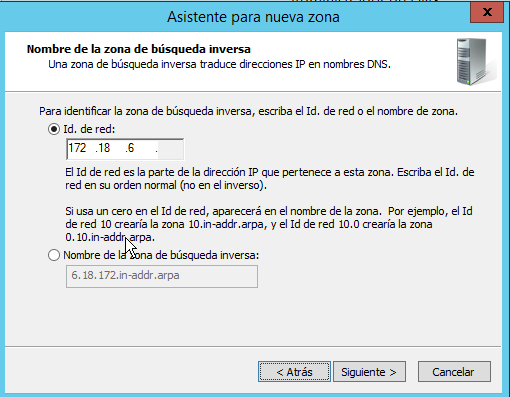 Asistente para nueva zona
x
Nombre de la zona de búsqueda inversa
Una zona de búsqueda inversa traduce direcciones IP en nombres DNS.
Para identificar la zona de búsqueda inversa, escriba el Id. de red o el nombre de zona.
Id. de red:
172 .18 .6 .
El Id de red es la parte de la dirección IP que pertenece a esta zona. Escriba el Id. de
red en su orden normal (no en el inverso).
Si usa un cero en el Id de red, aparecerá en el nombre de la zona. Por ejemplo, el Id
de red 10 crearía la zona 10.in-addr.arpa, y el Id de red 10.0 crearía la zona
0.10.in-addr.arpa.
Nombre de la zona de búsqueda inversa:
6.18.172.in-addr.arpa
< Atrás Siguiente > Cancelar